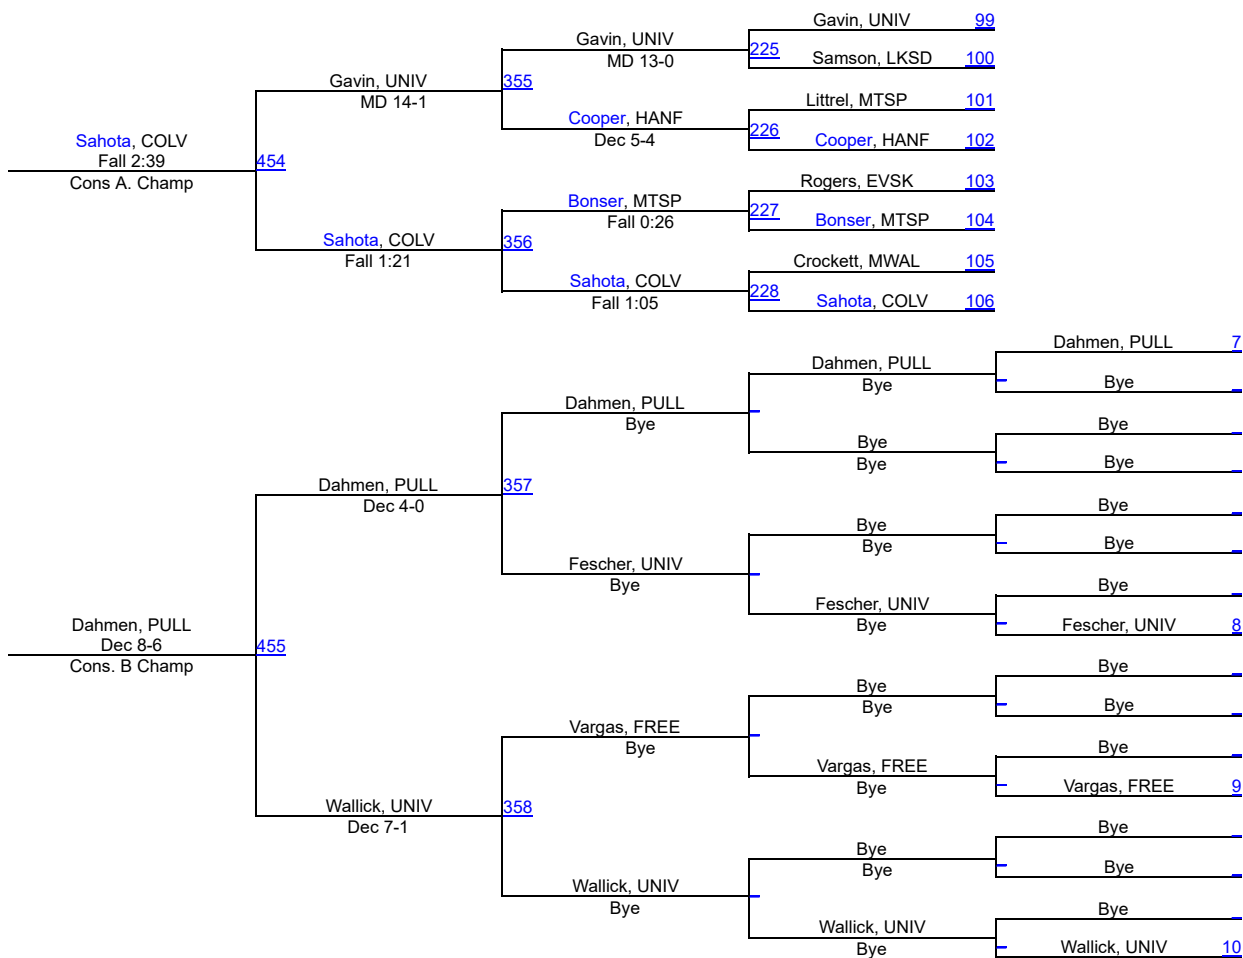 Gavin, UNIV 99
Gavin, UNIV
MD 13-0
225
Samson, LKSD 100
Gavin, UNIV
MD 14-1
355
Littrel, MTSP 101
Cooper, HANF
Dec 5-4
226
Cooper, HANF 102
Sahota, COLV
Fall 2:39
Cons A. Champ
454
Rogers, EVSK 103
Bonser, MTSP
Fall 0:26
227
Bonser, MTSP 104
Sahota, COLV
Fall 1:21
356
Crockett, MWAL 105
Sahota, COLV
Fall 1:05
228
Sahota, COLV 106
Dahmen, PULL 7
Dahmen, PULL
Bye
Bye
Dahmen, PULL
Bye
Bye
Bye
Bye
Bye
Dahmen, PULL
Dec 4-0
357
Bye
Bye
Bye
Bye
Fescher, UNIV
Bye
Bye
Fescher, UNIV
Bye
Fescher, UNIV 8
Dahmen, PULL
Dec 8-6
Cons. B Champ
455
Bye
Bye
Bye
Bye
Vargas, FREE
Bye
Bye
Vargas, FREE
Bye
Vargas, FREE 9
Wallick, UNIV
Dec 7-1
358
Bye
Bye
Bye
Bye
Wallick, UNIV
Bye
Bye
Wallick, UNIV
Bye
Wallick, UNIV 10